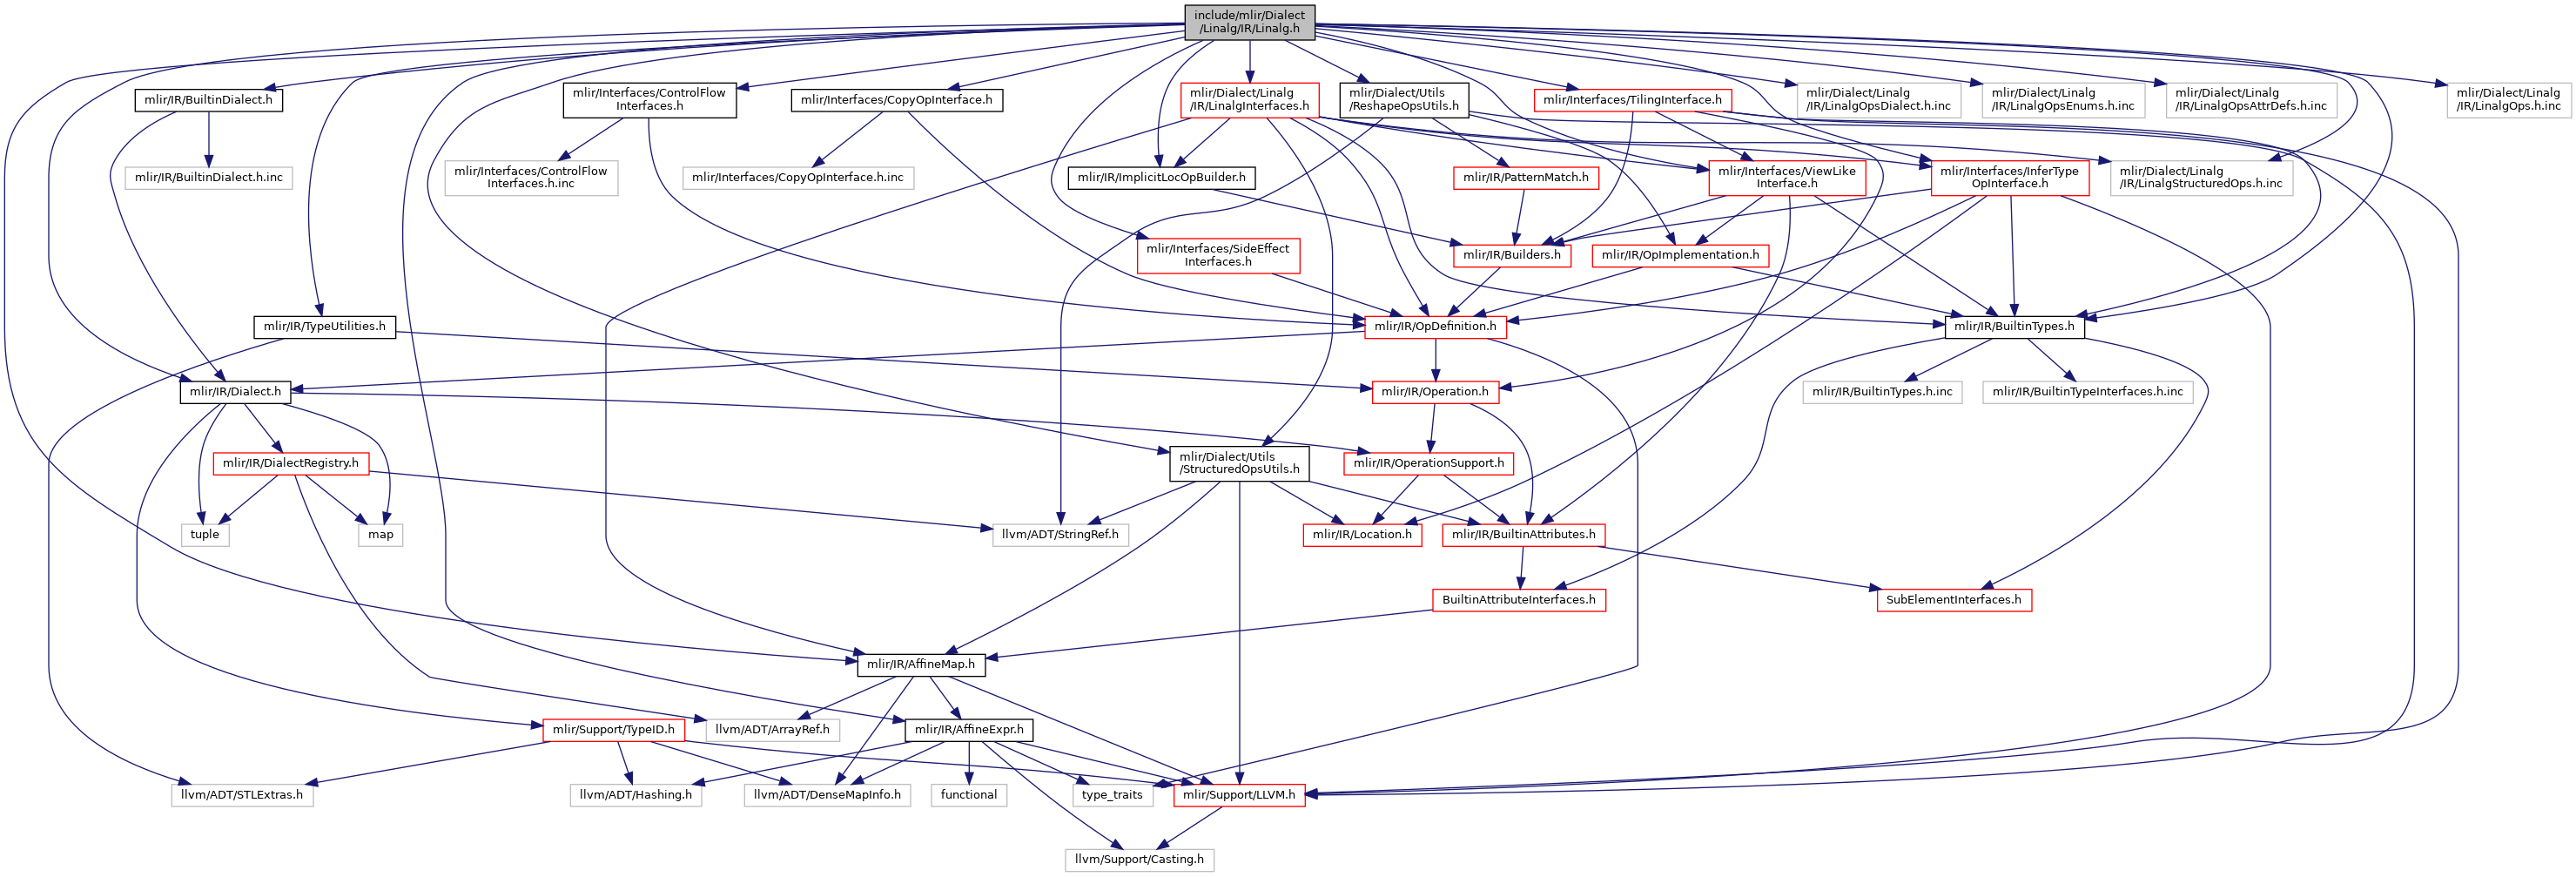 include/mlir/Dialect
/Linalg/IR/Linalg.h
mlir/IR/BuiltinDialect.h
mlir/Interfaces/ControlFlow
Interfaces.h
mlir/Interfaces/CopyOpInterface.h
mlir/Dialect/Linalg
/IR/LinalgInterfaces.h
mlir/Dialect/Utils
/ReshapeOpsUtils.h
mlir/Interfaces/TilingInterface.h
mlir/Dialect/Linalg
/IR/LinalgOpsDialect.h.inc
mlir/Dialect/Linalg
/IR/LinalgOpsEnums.h.inc
mlir/Dialect/Linalg
/IR/LinalgOpsAttrDefs.h.inc
mlir/Dialect/Linalg
/IR/LinalgOps.h.inc
mlir/IR/BuiltinDialect.h.inc
mlir/Interfaces/ControlFlow
Interfaces.h.inc
mlir/Interfaces/CopyOpInterface.h.inc
mlir/IR/ImplicitLocOpBuilder.h
mlir/IR/PatternMatch.h
mlir/Interfaces/ViewLike
Interface.h
mlir/Interfaces/InferType
OpInterface.h
mlir/Dialect/Linalg
/IR/LinalgStructuredOps.h.inc
mlir/Interfaces/SideEffect
Interfaces.h
mlir/IR/Builders.h
mlir/IR/OpImplementation.h
mlir/IR/TypeUtilities.h
mlir/IR/OpDefinition.h
mlir/IR/BuiltinTypes.h
mlir/IR/Dialect.h
mlir/IR/Operation.h
mlir/IR/BuiltinTypes.h.inc
mlir/IR/BuiltinTypeInterfaces.h.inc
mlir/IR/DialectRegistry.h
mlir/Dialect/Utils
/StructuredOpsUtils.h
mlir/IR/OperationSupport.h
tuple
map
llvm/ADT/StringRef.h
mlir/IR/Location.h
mlir/IR/BuiltinAttributes.h
BuiltinAttributeInterfaces.h
SubElementInterfaces.h
mlir/IR/AffineMap.h
mlir/Support/TypeID.h
llvm/ADT/ArrayRef.h
mlir/IR/AffineExpr.h
llvm/ADT/STLExtras.h
llvm/ADT/Hashing.h
llvm/ADT/DenseMapInfo.h
functional
type_traits
mlir/Support/LLVM.h
llvm/Support/Casting.h